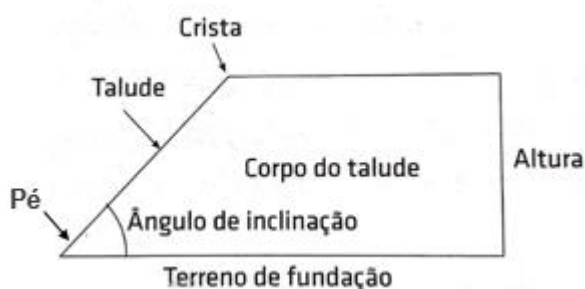 Crista
Talude
Corpo do talude
Altura
Pé
Ângulo de inclinação
Terreno de fundação